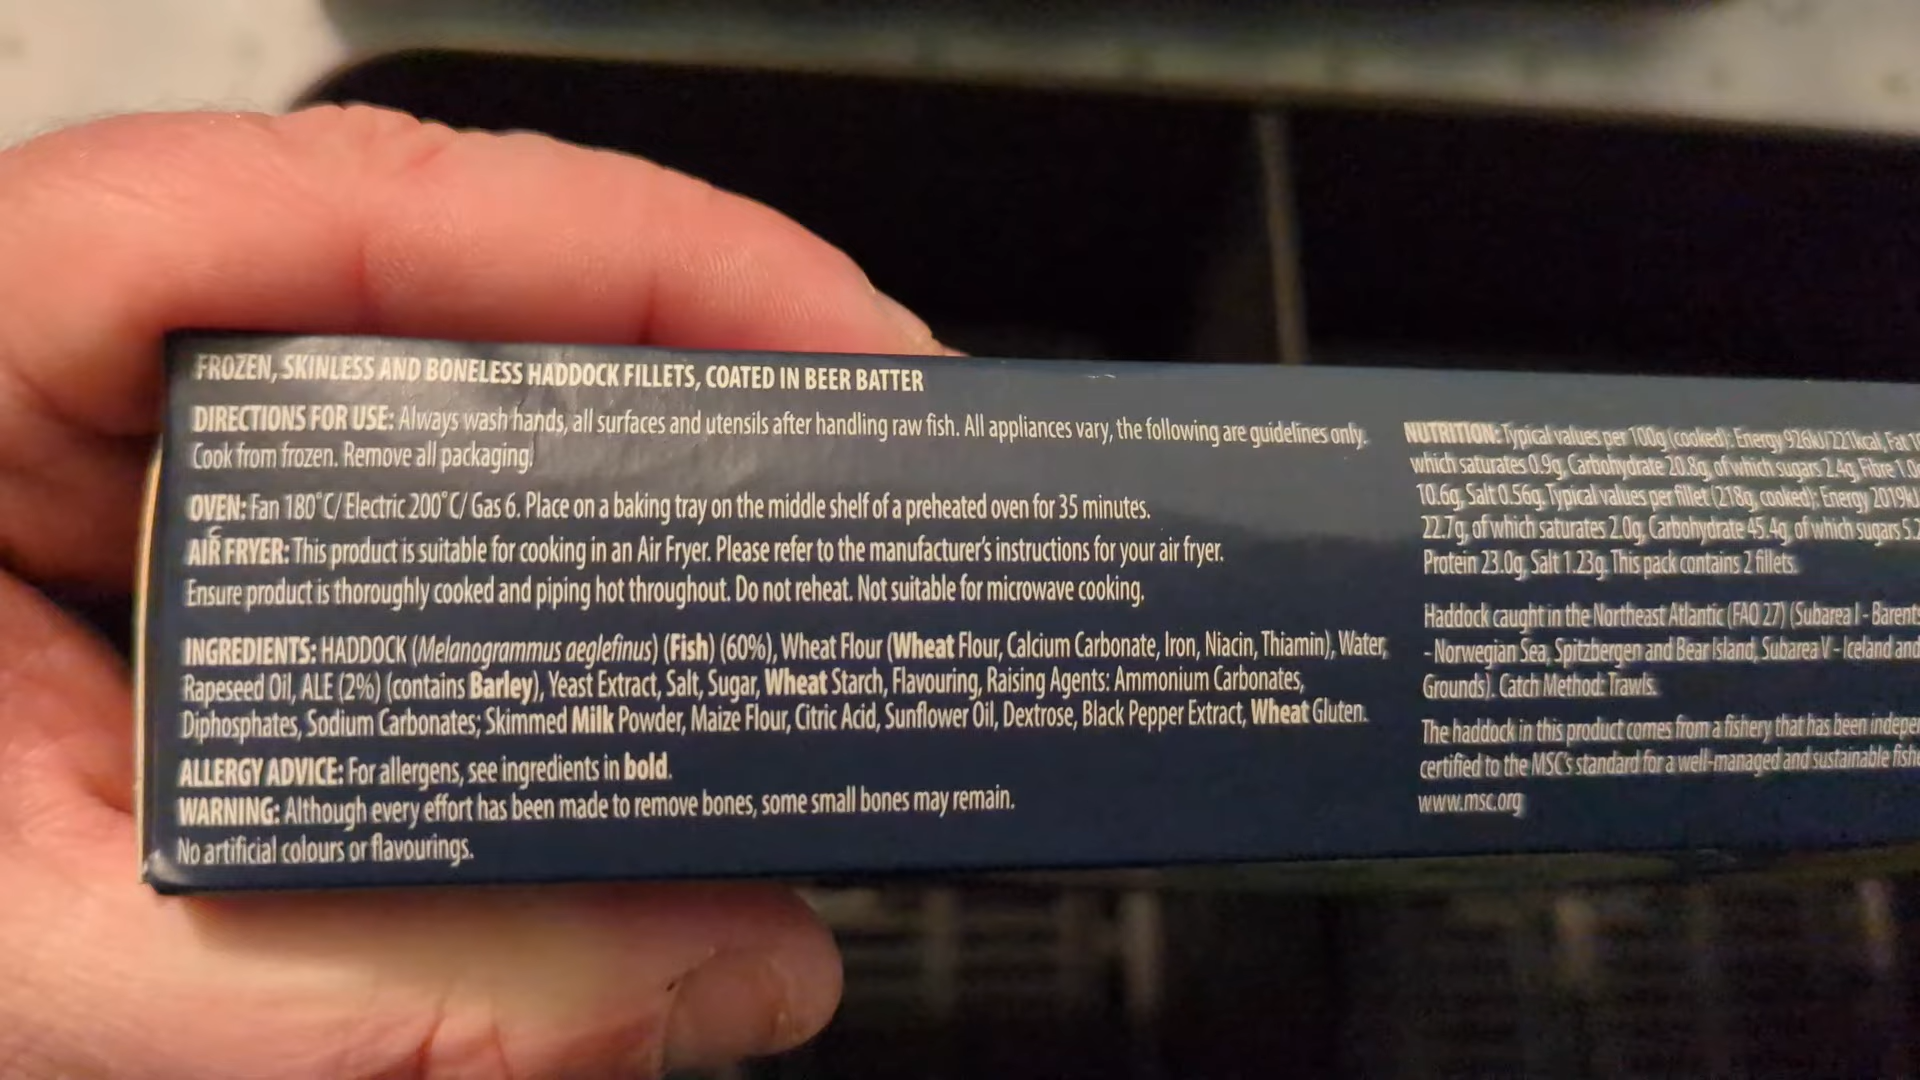 FROZEN, SKINLESS AND BONELESS HADDOCK FILLETS, COATED IN BEER BATTER
DIRECTIONS FOR USE: Always wash hands, all surfaces and utensils after handling raw fish. All appliances vary, the following are guidelines only.
Cook from frozen. Remove all packaging.
OVEN: Fan 180°C/ Electric 200°C/ Gas 6. Place on a baking tray on the middle shelf of a preheated oven for 35 minutes.
AIR FRYER: This product is suitable for cooking in an Air Fryer. Please refer to the manufacturer's instructions for your air fryer.
Ensure product is thoroughly cooked and piping hot throughout. Do not reheat. Not suitable for microwave cooking.
INGREDIENTS: HADDOCK (Melanogrammus aeglefinus) (Fish) (60%), Wheat Flour (Wheat Flour, Calcium Carbonate, Iron, Niacin, Thiamin), Water,
Rapeseed Oil, ALE (2%) (contains Barley), Yeast Extract, Salt, Sugar, Wheat Starch, Flavouring, Raising Agents: Ammonium Carbonates,
Diphosphates, Sodium Carbonates; Skimmed Milk Powder, Maize Flour, Citric Acid, Sunflower Oil, Dextrose, Black Pepper Extract, Wheat Gluten.
ALLERGY ADVICE: For allergens, see ingredients in bold.
WARNING: Although every effort has been made to remove bones, some small bones may remain.
No artificial colours or flavourings.
NUTRITION: Typical values per 100g (cooked): Energy 926kJ/221kcal, Fat
which saturates 0.9g, Carbohydrate 20.8g, of which sugars 2.4g, Fibre
10.6g, Salt 0.56g. Typical values per fillet (218g, cooked): Energy 2019kJ
22.7g, of which saturates 2.0g, Carbohydrate 45.4g, of which sugars
Protein 23.0g, Salt 1.23g. This pack contains 2 fillets.
Haddock caught in the Northeast Atlantic (FAO 27) (Subarea I - Barents
- Norwegian Sea, Spitzbergen and Bear Island, Subarea V - Iceland and
Grounds). Catch Method: Trawls.
The haddock in this product comes from a fishery that has been
certified to the MSC's standard for a well-managed and sustainable
www.msc.org